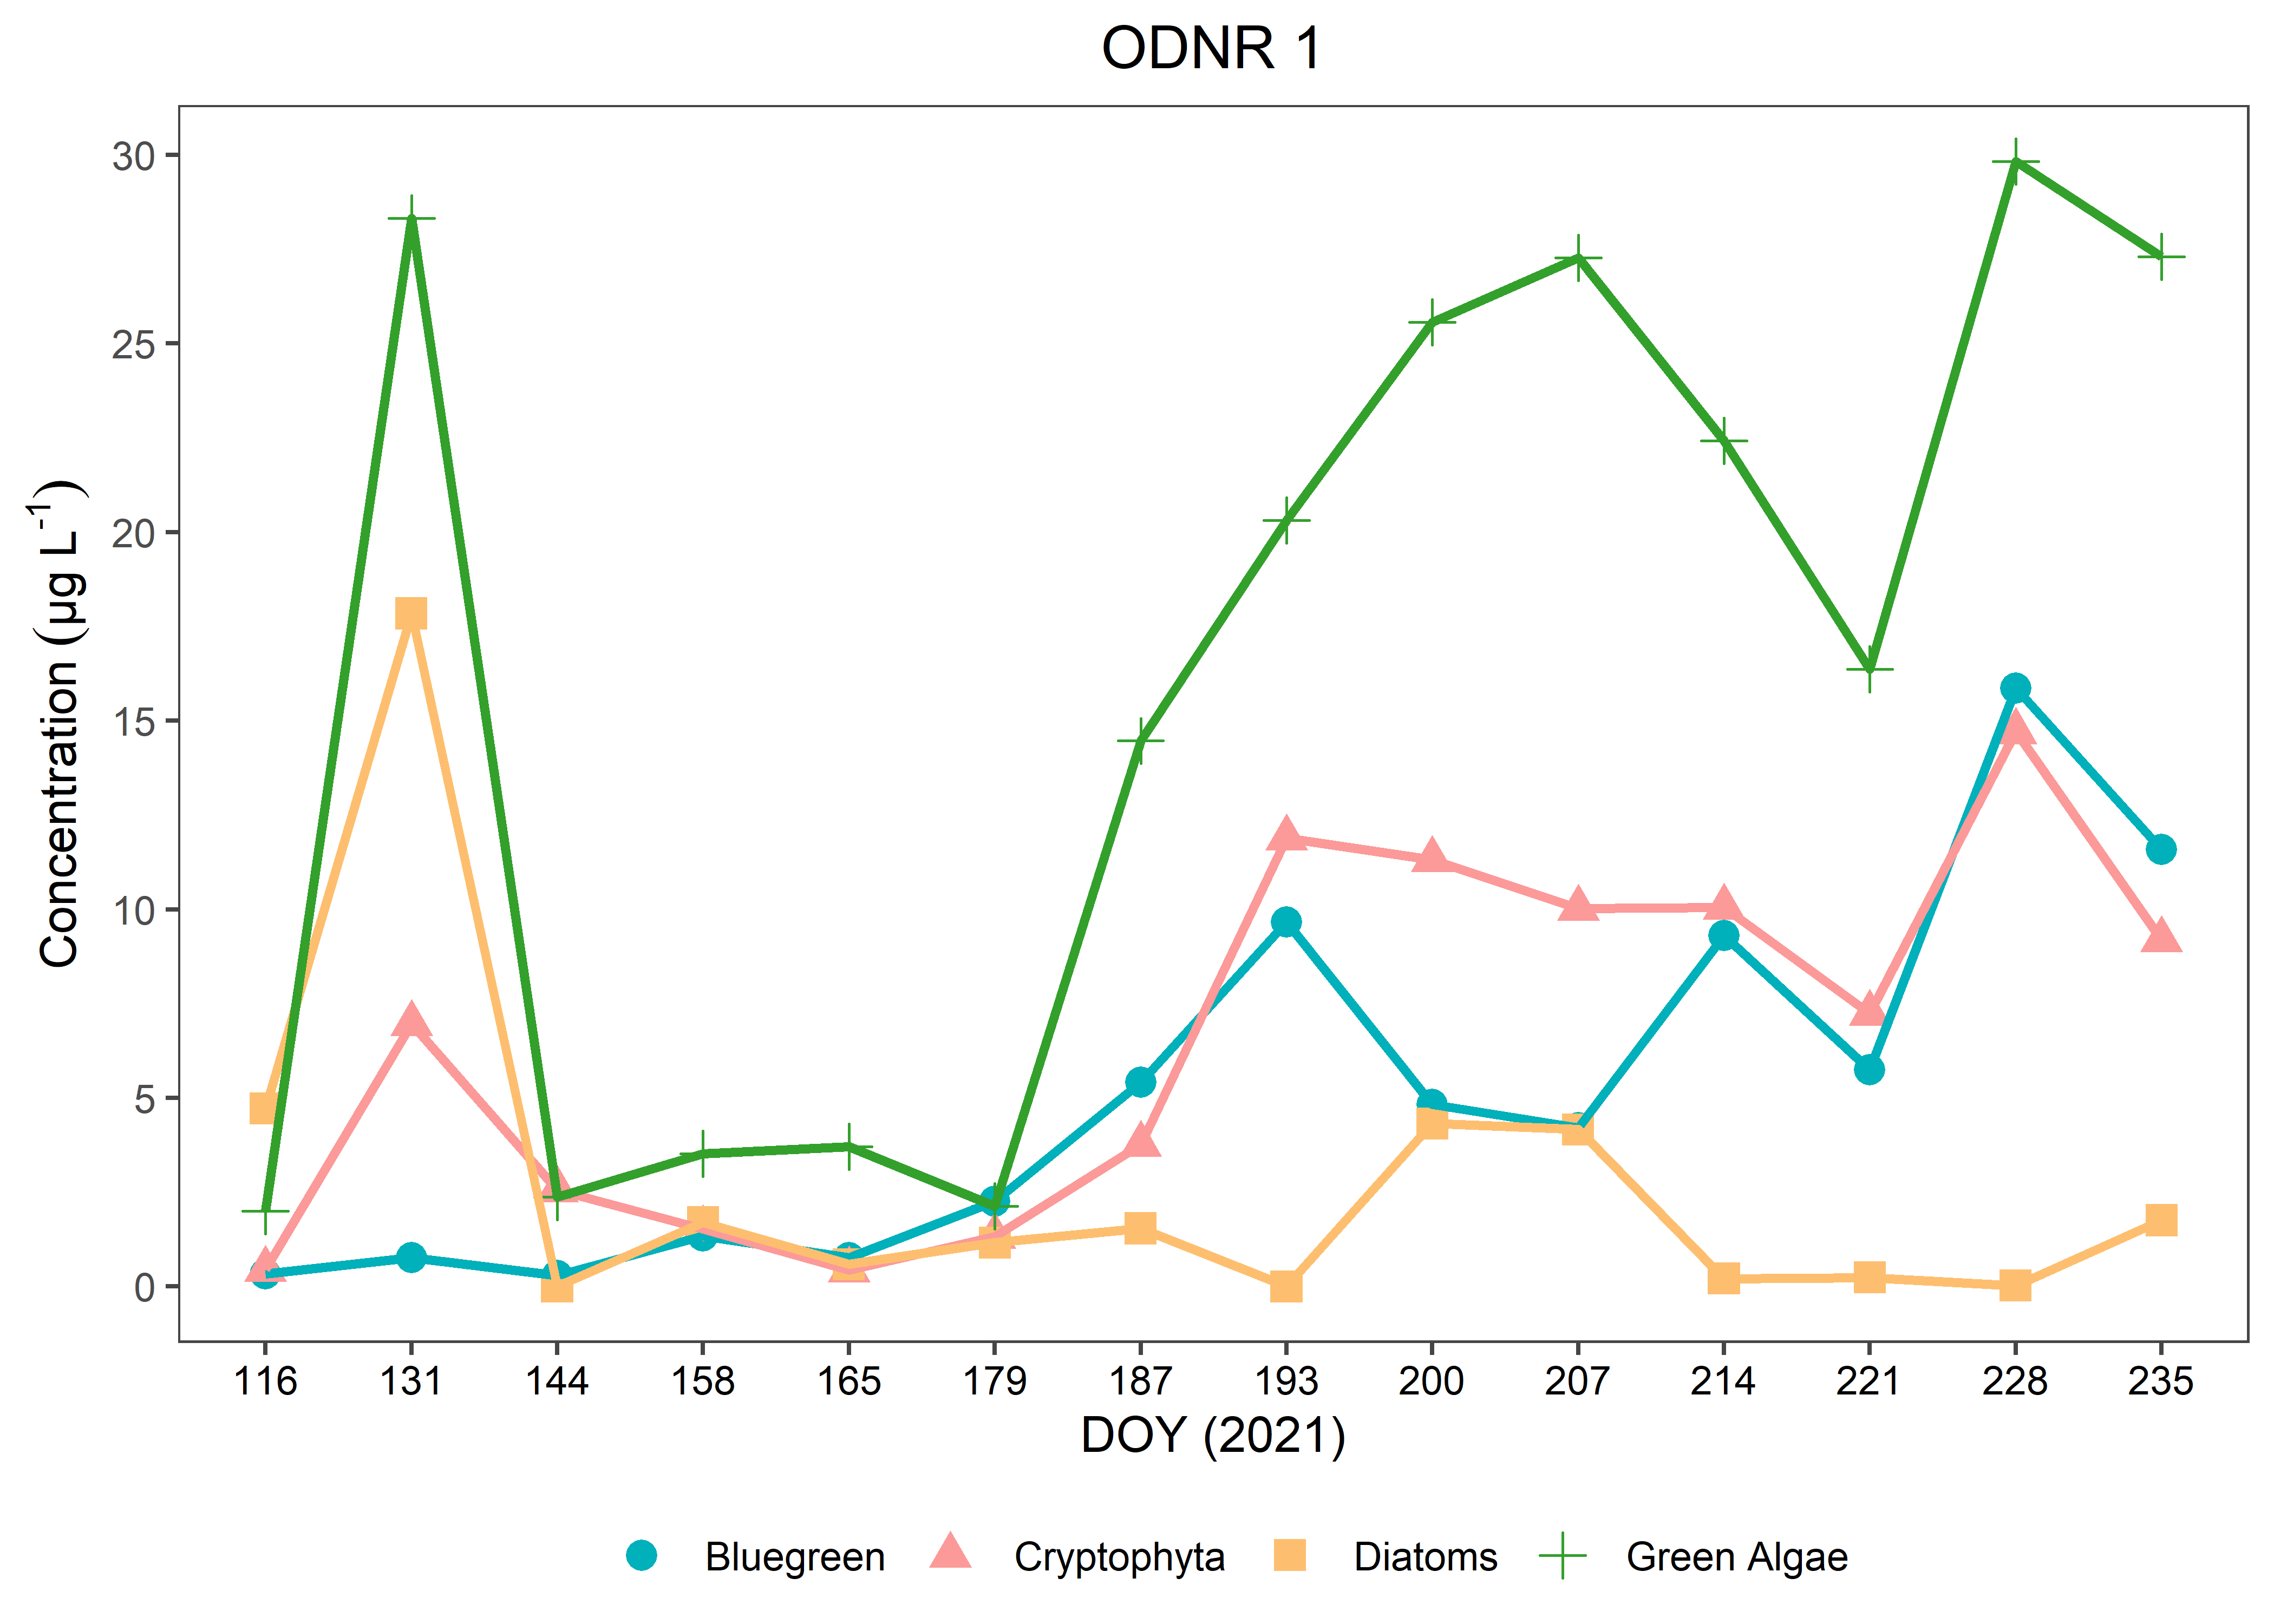 ODNR 1
Concentration (µg L⁻¹)
30
25
20
15
10
5
0
116 131 144 158 165 179 187 193 200 207 214 221 228 235
DOY (2021)
Bluegreen Cryptophyta Diatoms Green Algae